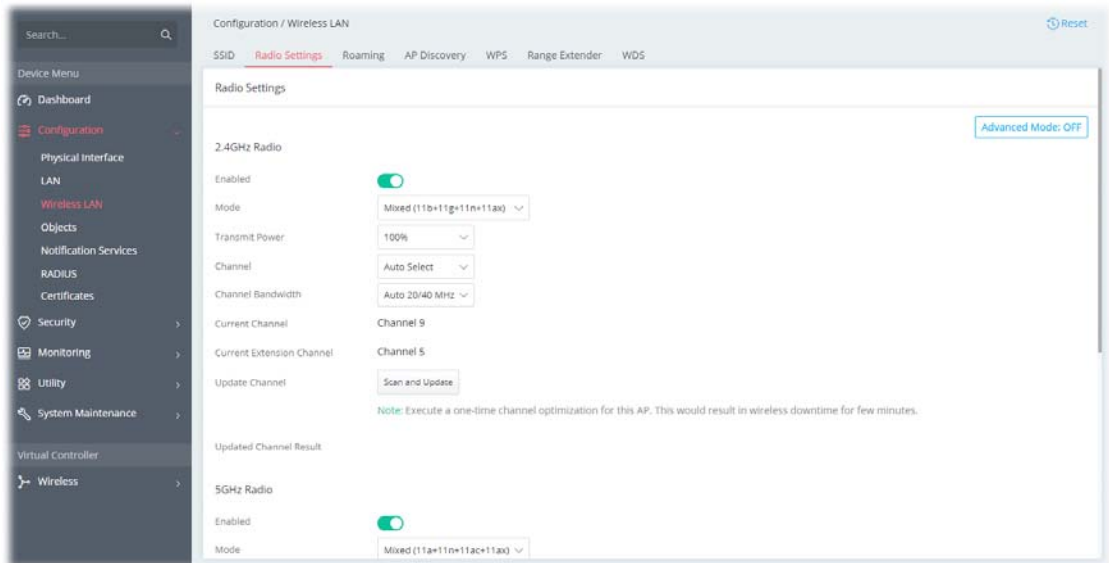 Search...
Device Menu
Dashboard
Configuration
Physical Interface
LAN
Wireless LAN
Objects
Notification Services
RADIUS
Certificates
Security
Monitoring
Utility
System Maintenance
Virtual Controller
Wireless
Configuration / Wireless LAN
Reset
SSID Radio Settings Roaming AP Discovery WPS Range Extender WDS
Radio Settings
Advanced Mode: OFF
2.4GHz Radio
Enabled
Mode Mixed (11b+11g+11n+11ax)
Transmit Power 100%
Channel Auto Select
Channel Bandwidth Auto 20/40 MHz
Current Channel Channel 9
Current Extension Channel Channel 5
Update Channel Scan and Update
Note: Execute a one-time channel optimization for this AP. This would result in wireless downtime for few minutes.
Updated Channel Result
5GHz Radio
Enabled
Mode Mixed (11a+11n+11ac+11ax)